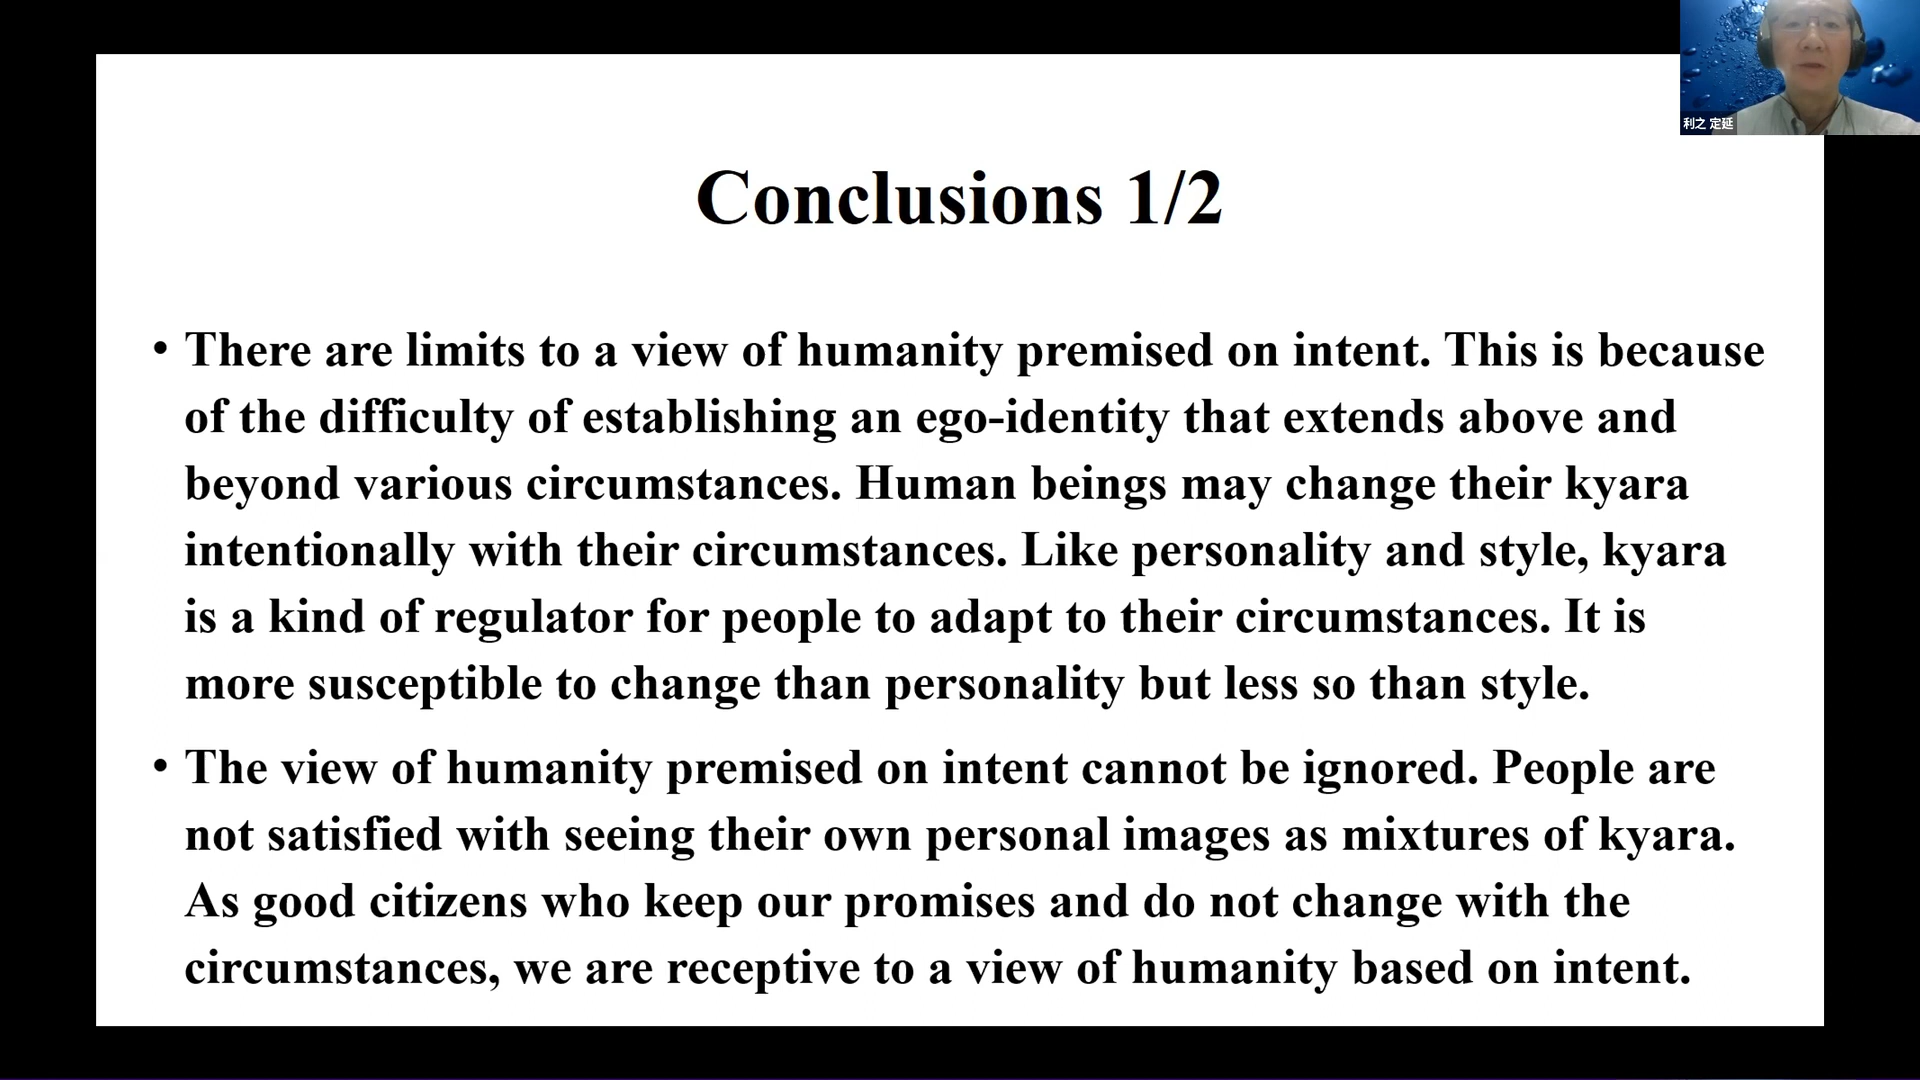 利之 定延
Conclusions 1/2
• There are limits to a view of humanity premised on intent. This is because
of the difficulty of establishing an ego-identity that extends above and
beyond various circumstances. Human beings may change their kyara
intentionally with their circumstances. Like personality and style, kyara
is a kind of regulator for people to adapt to their circumstances. It is
more susceptible to change than personality but less so than style.
• The view of humanity premised on intent cannot be ignored. People are
not satisfied with seeing their own personal images as mixtures of kyara.
As good citizens who keep our promises and do not change with the
circumstances, we are receptive to a view of humanity based on intent.